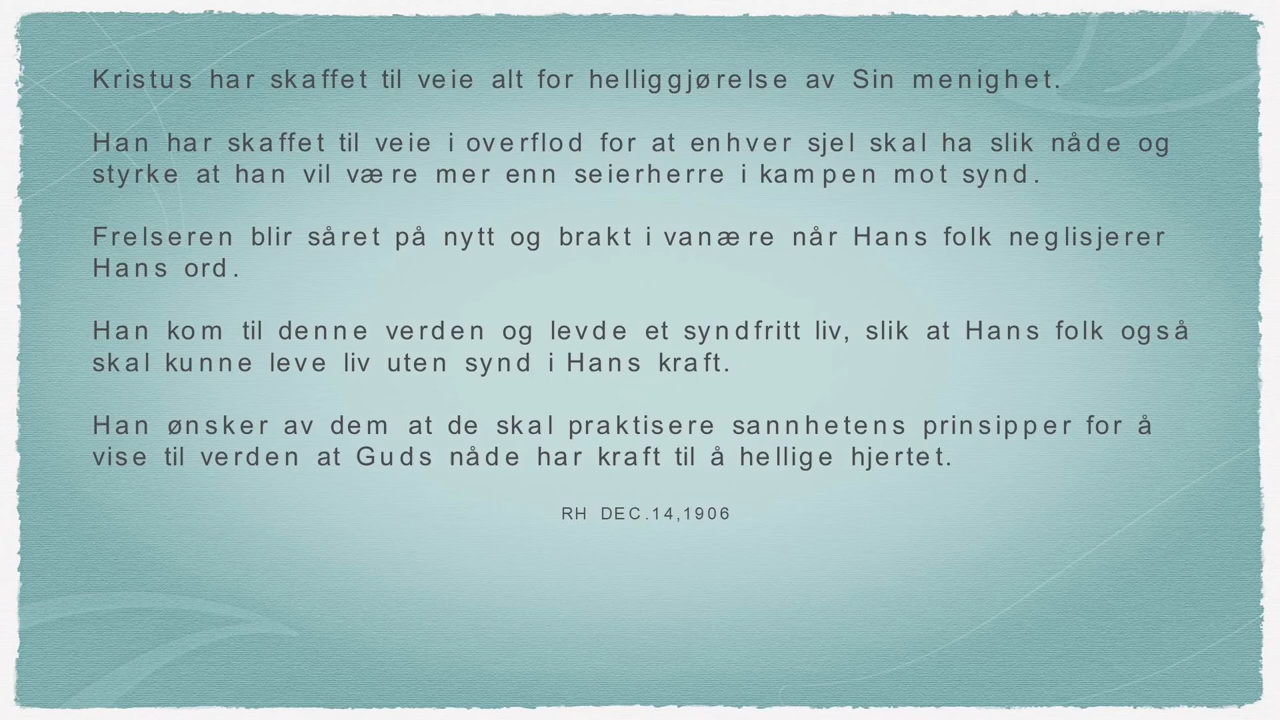 Kristus har skaffet til veie alt for helliggjørelse av Sin menighet.
Han har skaffet til veie i overflod for at enhver sjel skal ha slik nåde og
styrke at han vil være mer enn seierherre i kampen mot synd.
Frelseren blir såret på nytt og brakt i vanære når Hans folk neglisjerer
Hans ord.
Han kom til denne verden og levde et syndfritt liv, slik at Hans folk også
skal kunne leve liv uten synd i Hans kraft.
Han ønsker av dem at de skal praktisere sannhetens prinsipper for å
vise til verden at Guds nåde har kraft til å hellige hjertet.
RH DEC.14,1906